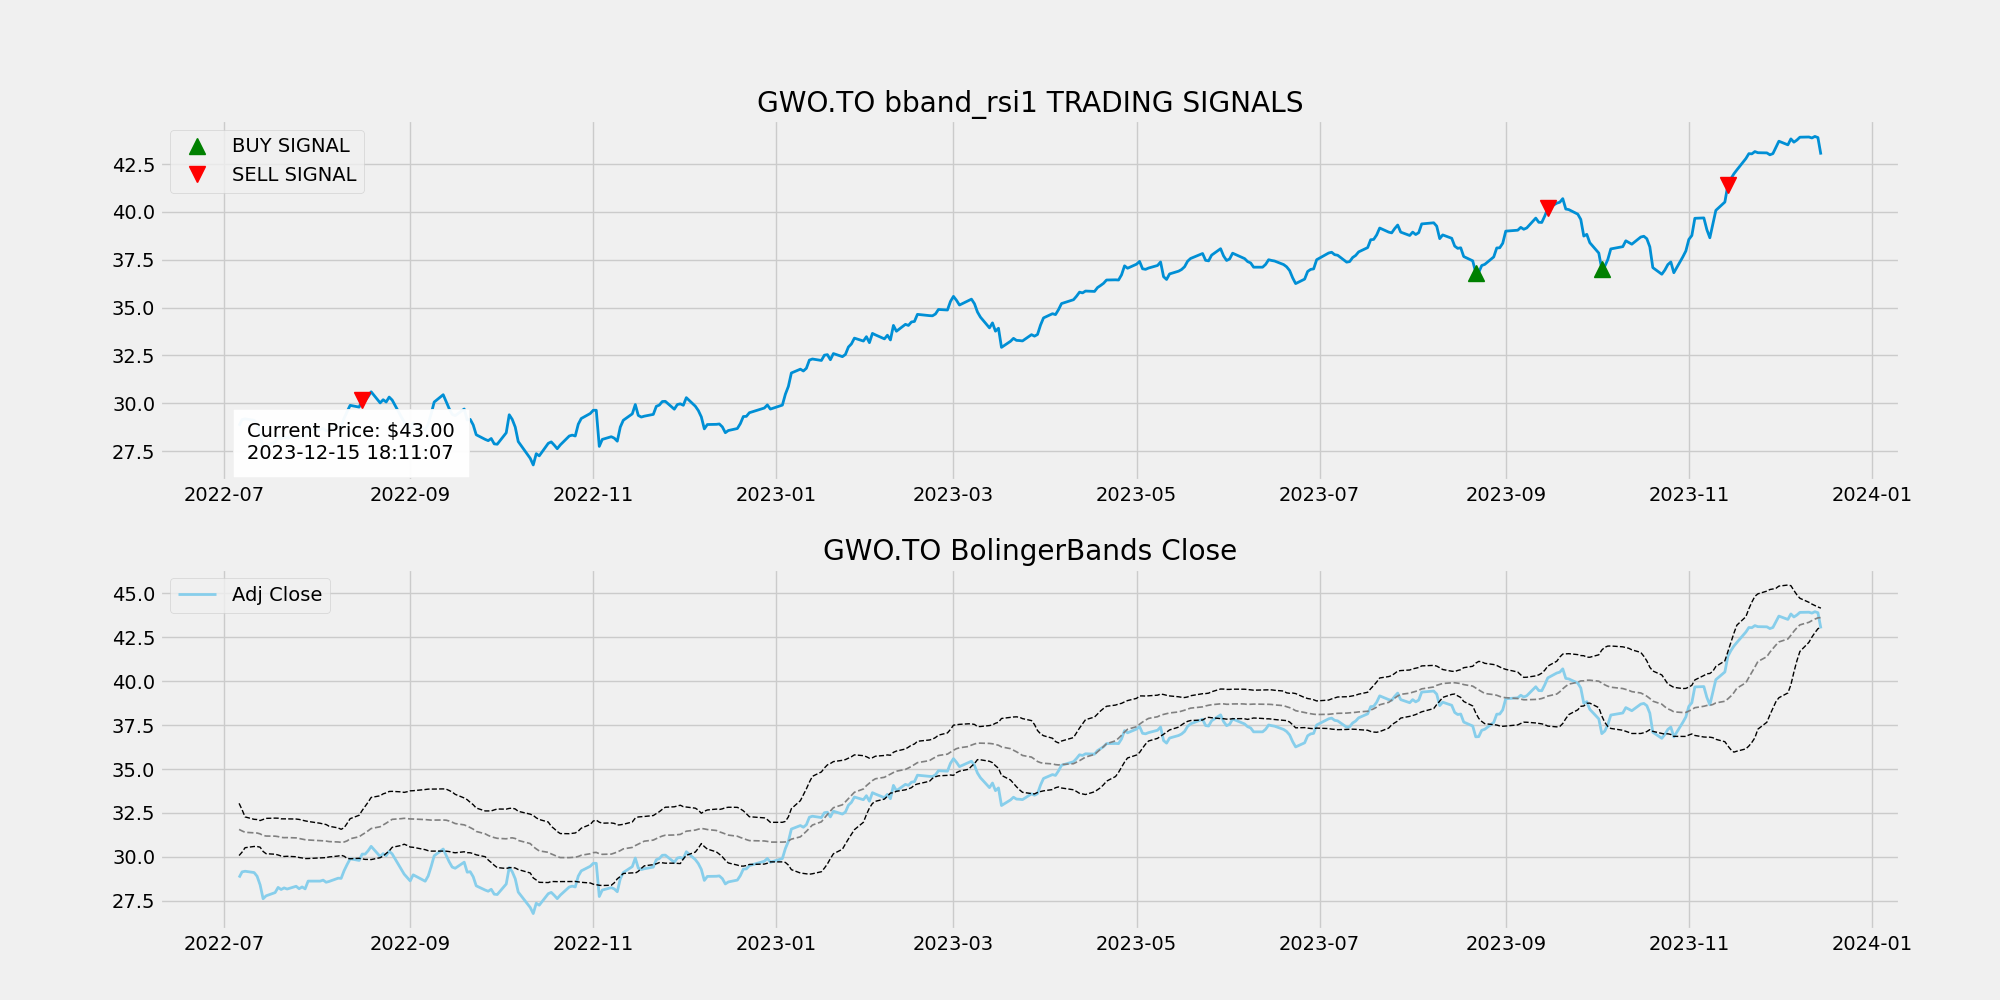 GWO.TO bband_rsi1 TRADING SIGNALS
BUY SIGNAL
SELL SIGNAL
42.5
40.0
37.5
35.0
32.5
30.0
27.5
Current Price: $43.00
2023-12-15 18:11:07
2022-07 2022-09 2022-11 2023-01 2023-03 2023-05 2023-07 2023-09 2023-11 2024-01
GWO.TO BolingerBands Close
Adj Close
45.0
42.5
40.0
37.5
35.0
32.5
30.0
27.5
2022-07 2022-09 2022-11 2023-01 2023-03 2023-05 2023-07 2023-09 2023-11 2024-01